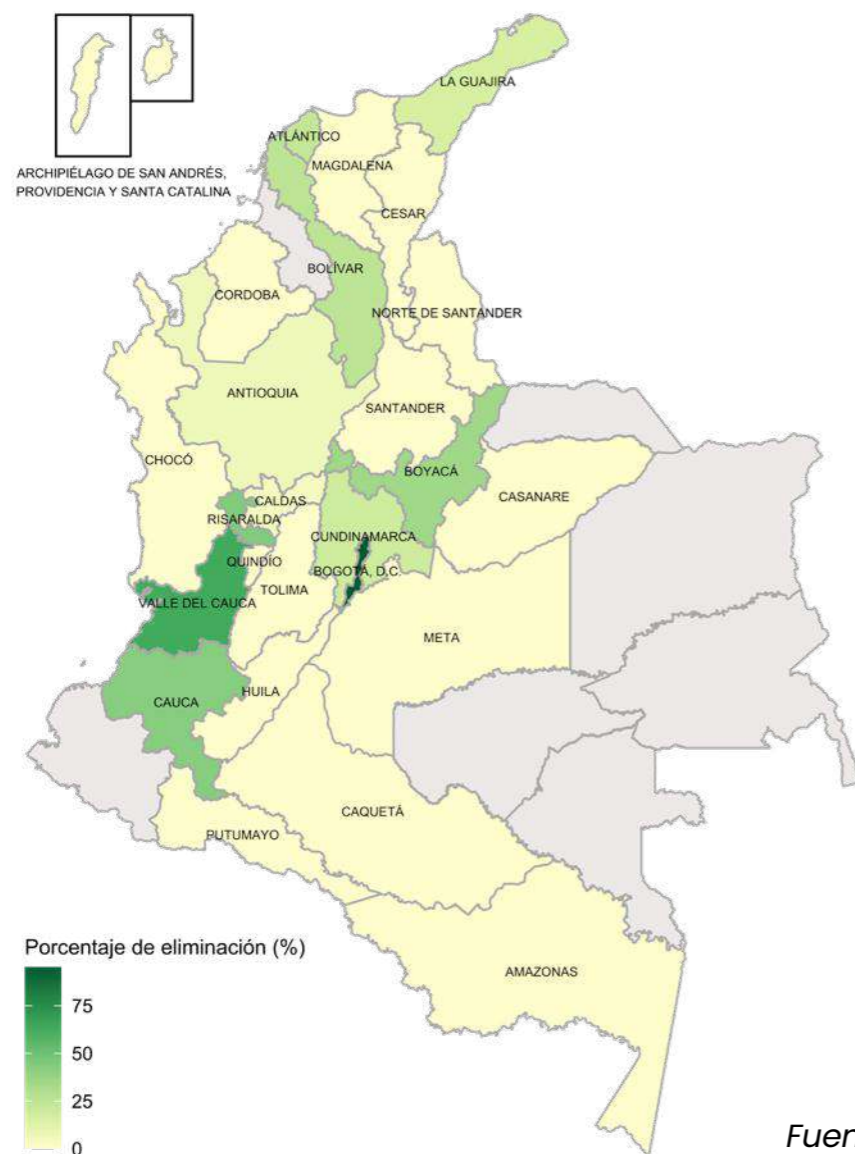 LA GUAJIRA
ATLÁNTICO
MAGDALENA
ARCHIPIÉLAGO DE SAN ANDRÉS,
PROVIDENCIA Y SANTA CATALINA
CESAR
BOLÍVAR
CORDOBA
NORTE DE SANTANDER
ANTIOQUIA
SANTANDER
CHOCÓ
BOYACÁ
CASANARE
CALDAS
RISARALDA
CUNDINAMARCA
QUINDÍO
BOGOTÁ, D.C.
TOLIMA
VALLE DEL CAUCA
META
HUILA
CAUCA
CAQUETÁ
PUTUMAYO
AMAZONAS
Porcentaje de eliminación (%)
75
50
25
0
Fuen